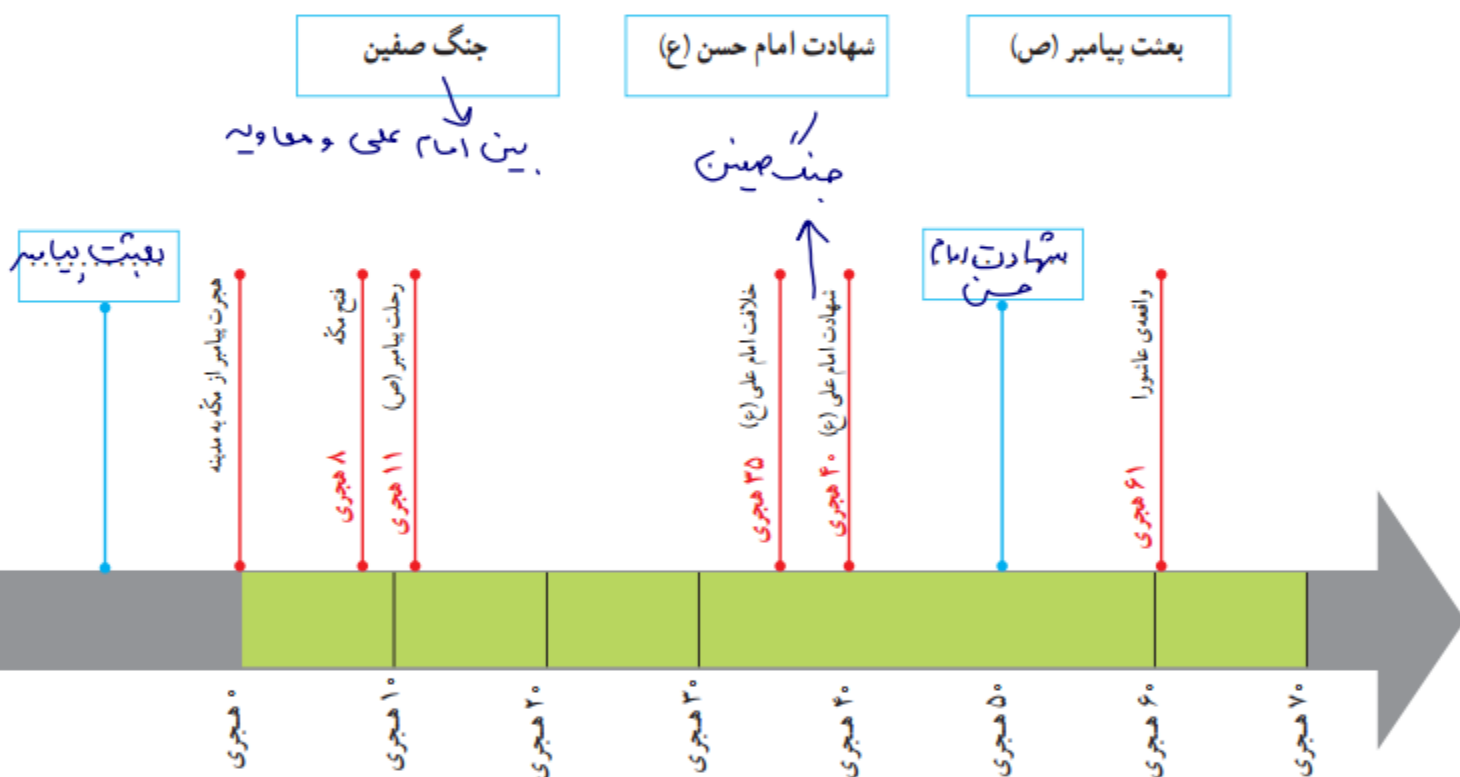 بعثت پیامبر (ص)
شهادت امام حسن (ع)
جنگ صفین
بین امام علی و معاویه
جنگ صفین
واقعه‌ی عاشورا
۶۱ هجری
شهادت امام حسن
شهادت امام علی (ع)
۴۰ هجری
خلافت امام علی (ع)
۳۵ هجری
رحلت پیامبر (ص)
۱۱ هجری
فتح مکّه
۸ هجری
هجرت پیامبر از مکّه به مدینه
بعثت پیامبر
۰ هجری
۱۰ هجری
۲۰ هجری
۳۰ هجری
۴۰ هجری
۵۰ هجری
۶۰ هجری
۷۰ هجری